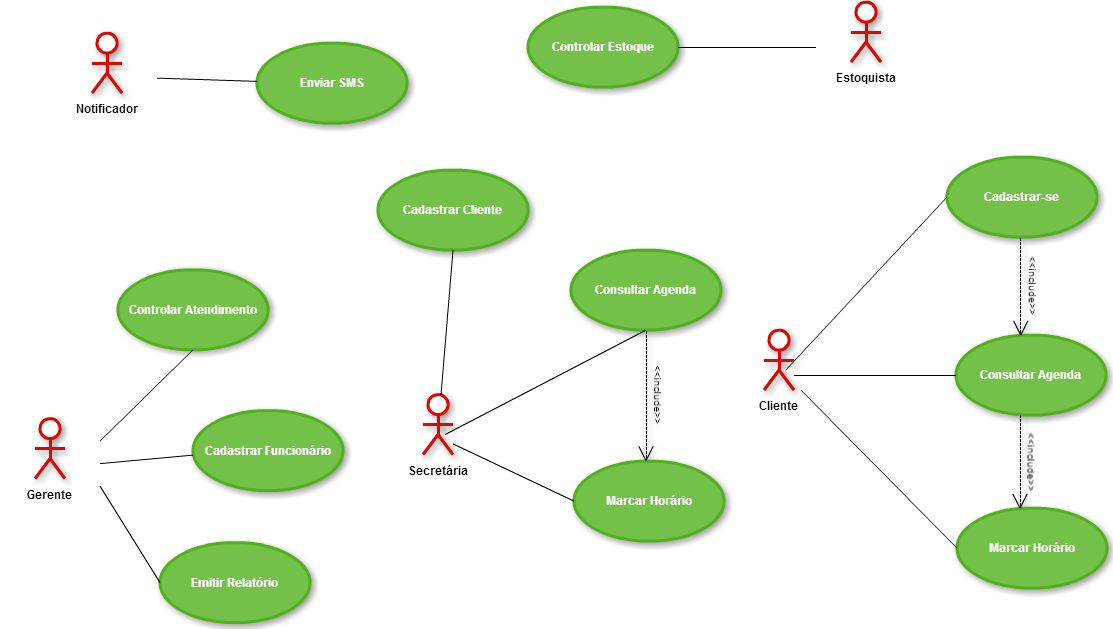 Controlar Estoque
Estoquista
Enviar SMS
Notificador
Cadastrar-se
<<include>>
Cadastrar Cliente
Consultar Agenda
<<include>>
Controlar Atendimento
Cliente
Consultar Agenda
<<include>>
Cadastrar Funcionário
Secretária
Gerente
Marcar Horário
Marcar Horário
Emitir Relatório